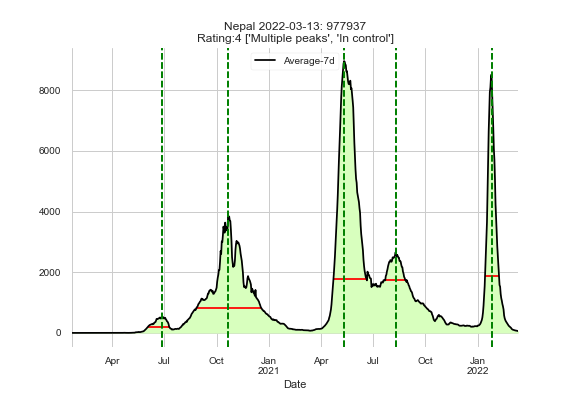 Nepal 2022-03-13: 977937
Rating:4 ['Multiple peaks', 'In control']
Average-7d
8000
6000
4000
2000
0
Apr
Jul
Oct
Jan
2021
Apr
Jul
Oct
Jan
2022
Date